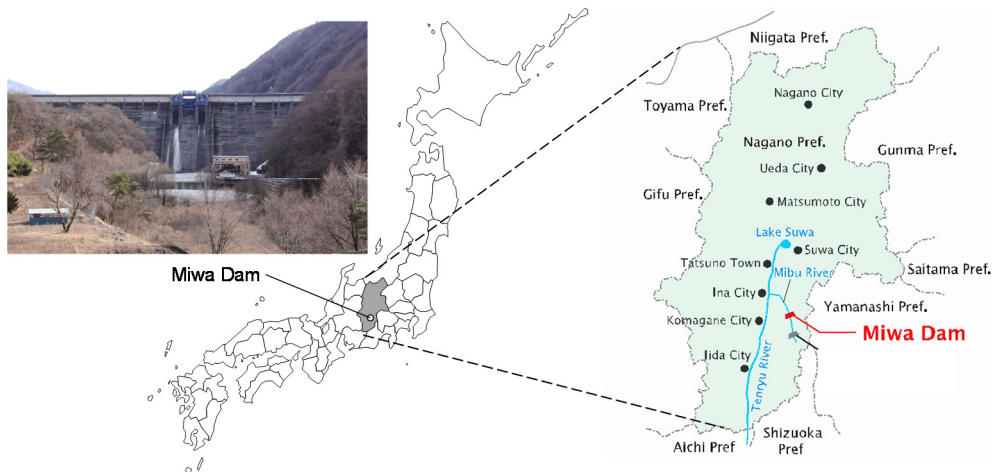 Miwa Dam
Niigata Pref.
Toyama Pref.
Nagano City
Nagano Pref.
Gunma Pref.
Ueda City
Gifu Pref.
Matsumoto City
Lake Suwa
Suwa City
Tatsuno Town
Mibu River
Saitama Pref.
Ina City
Yamanashi Pref.
Komagane City
Miwa Dam
Iida City
Tenryu River
Aichi Pref
Shizuoka
Pref